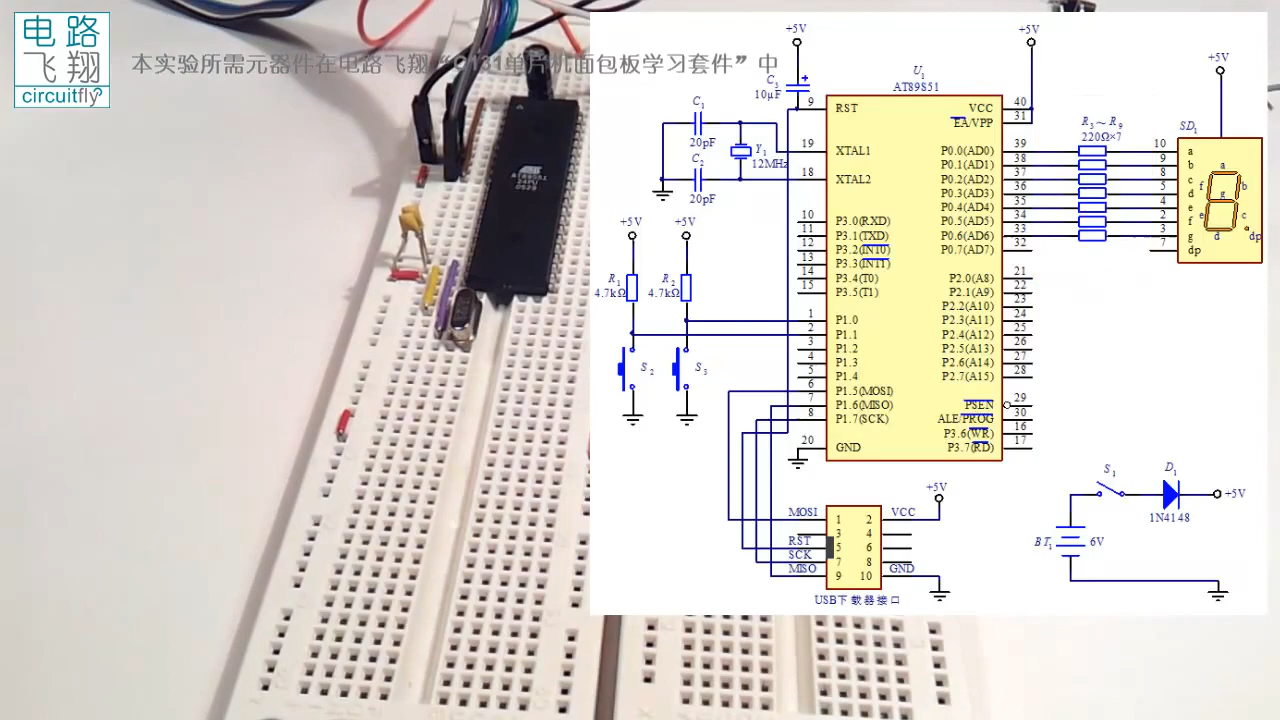 电路
飞翔
circuitfly
本实验所需元器件在电路飞翔“C131单片机面包板学习套件”中
ATMEL
AT89S51
24PU
0529
+5V
+5V
+5V
C3
+
10μF
U1
AT89S51
9 RST VCC 40
EA/VPP 31
C1
20pF
Y1
12MHz
C2
20pF
19 XTAL1 P0.0(AD0) 39
P0.1(AD1) 38
18 XTAL2 P0.2(AD2) 37
P0.3(AD3) 36
P0.4(AD4) 35
10 P3.0(RXD) P0.5(AD5) 34
11 P3.1(TXD) P0.6(AD6) 33
12 P3.2(INT0) P0.7(AD7) 32
13 P3.3(INT1)
14 P3.4(T0) P2.0(A8) 21
15 P3.5(T1) P2.1(A9) 22
P2.2(A10) 23
1 P1.0 P2.3(A11) 24
2 P1.1 P2.4(A12) 25
3 P1.2 P2.5(A13) 26
4 P1.3 P2.6(A14) 27
5 P1.4 P2.7(A15) 28
6 P1.5(MOSI)
7 P1.6(MISO) PSEN 29
8 P1.7(SCK) ALE/PROG 30
P3.6(WR) 16
20 GND P3.7(RD) 17
R3~R9
220Ω×7
SD1
10 a
9 b
8 c
5 d
4 e
2 f
3 g
7 dp
a
f b
g
e c
d dp
+5V +5V
R1 R2
4.7kΩ 4.7kΩ
S2 S3
+5V
MOSI 1 2 VCC
3 4
RST 5 6
SCK 7 8
MISO 9 10 GND
USB下载器接口
S1 D1
+5V
1N4148
BT1 6V